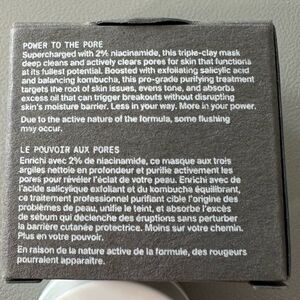 POWER TO THE PORE
Supercharged with 2% niacinamide, this triple-clay mask
deep cleans and actively clears pores for skin that functions
at its fullest potential. Boosted with exfoliating salicylic acid
and balancing kombucha, this pro-grade purifying treatment
targets the root of skin issues, evens tone, and absorbs
excess oil that can trigger breakouts without disrupting
skin's moisture barrier. Less in your way. More in your power.
Due to the active nature of the formula, some flushing
may occur.
LE POUVOIR AUX PORES
Enrichi avec 2% de niacinamide, ce masque aux trois
argiles nettoie en profondeur et purifie activement les
pores pour révéler l'éclat de votre peau. Enrichi avec de
l'acide salicylique exfoliant et du kombucha équilibrant,
ce traitement professionnel purifiant cible l'origine des
problèmes de peau, unifie le teint, et absorbe l'excès
de sébum qui déclenche des éruptions sans perturber
la barrière cutanée protectrice. Moins sur votre chemin.
Plus en votre pouvoir.
En raison de la nature active de la formule, des rougeurs
pourraient apparaître.